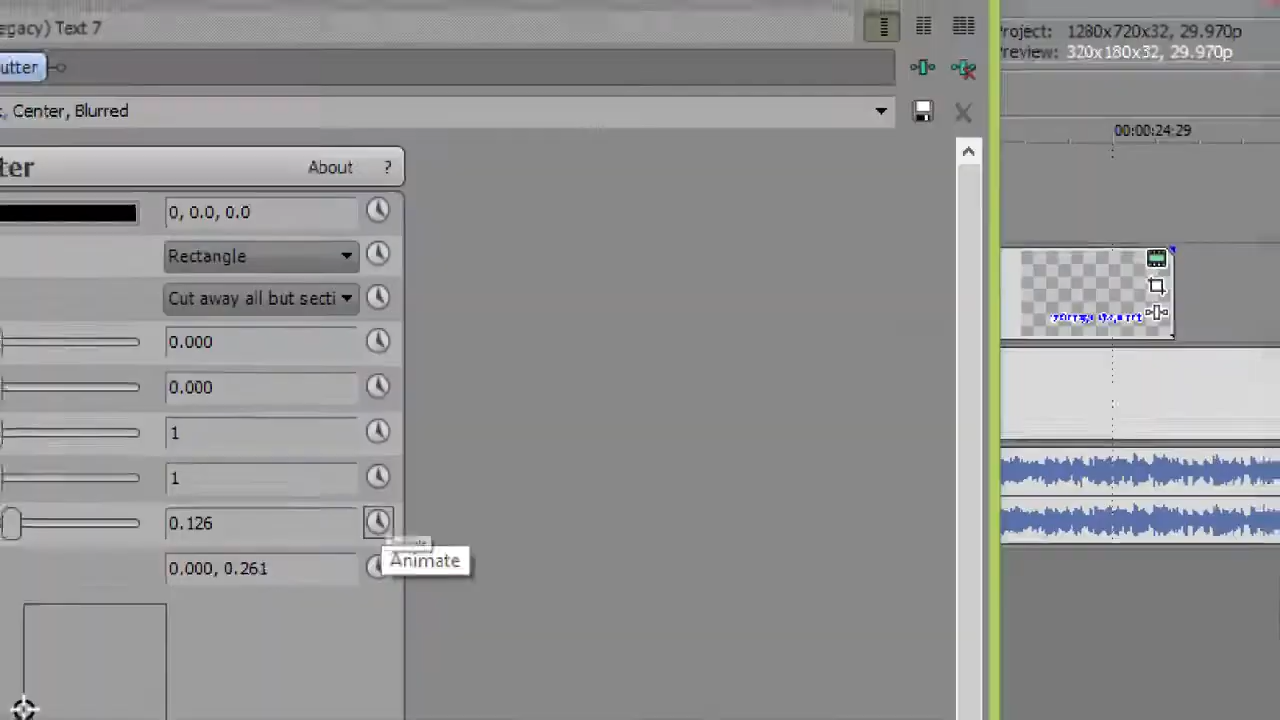 egacy) Text 7
utter
, Center, Blurred
ter
About ?
0, 0.0, 0.0
Rectangle
Cut away all but secti
0.000
0.000
1
1
0.126
Animate
0.000, 0.261
Project: 1280x720x32, 29.970p
Preview: 320x180x32, 29.970p
00:00:24:29